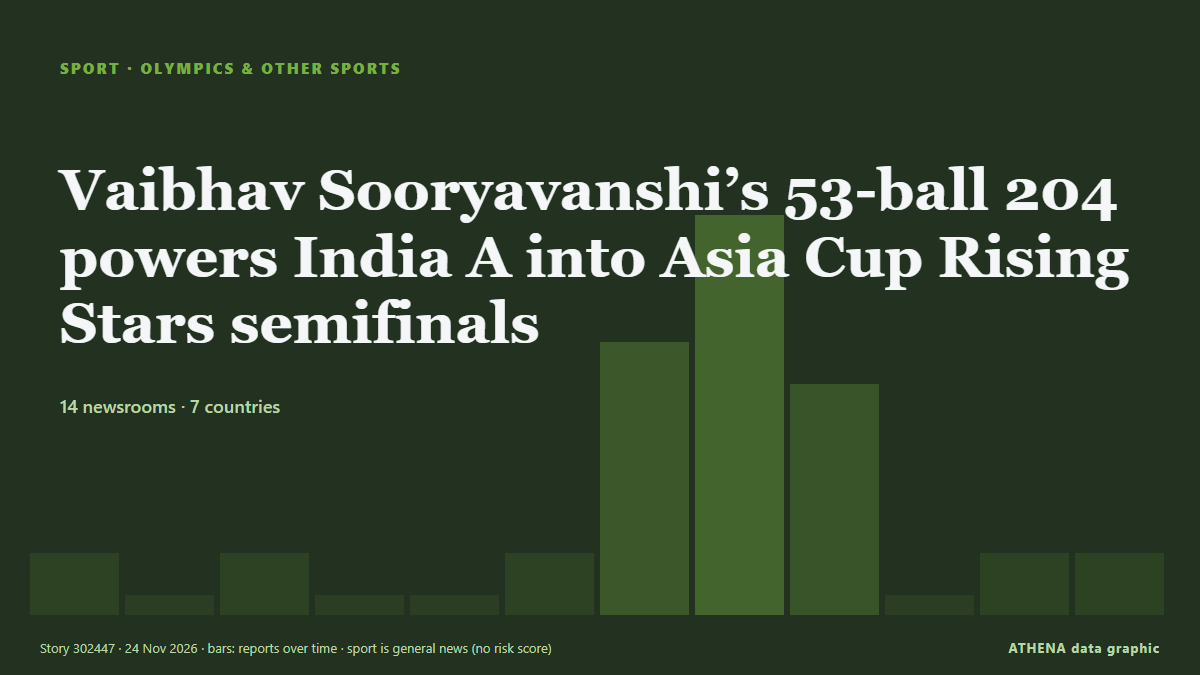 SPORT · OLYMPICS & OTHER SPORTS
Vaibhav Sooryavanshi’s 53-ball 204
powers India A into Asia Cup Rising
Stars semifinals
14 newsrooms · 7 countries
Story 302447 · 24 Nov 2026 · bars: reports over time · sport is general news (no risk score)
ATHENA data graphic